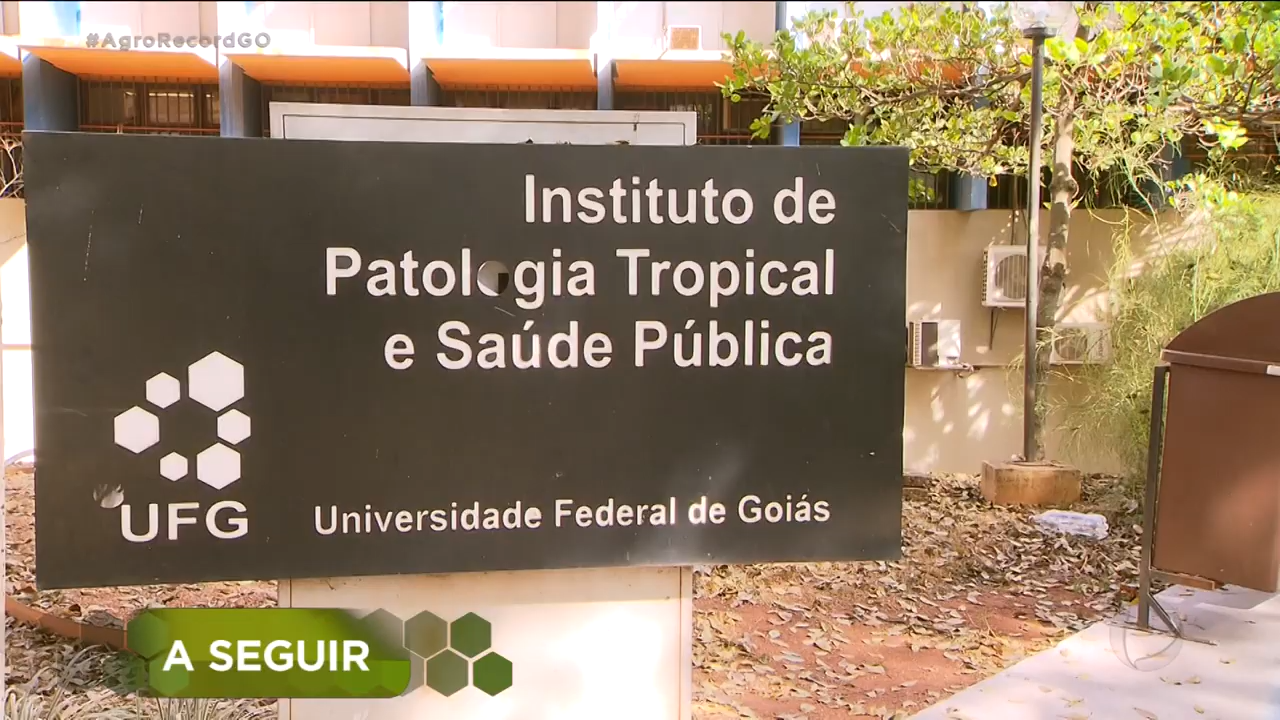 #AgroRecordGO
Instituto de
Patologia Tropical
e Saúde Pública
UFG
Universidade Federal de Goiás
A SEGUIR